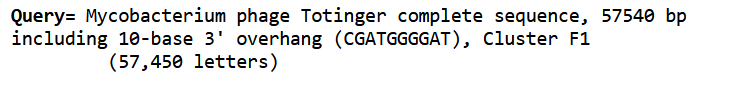 Query= Mycobacterium phage Totinger complete sequence, 57540 bp
including 10-base 3' overhang (CGATGGGGAT), Cluster F1
(57,450 letters)